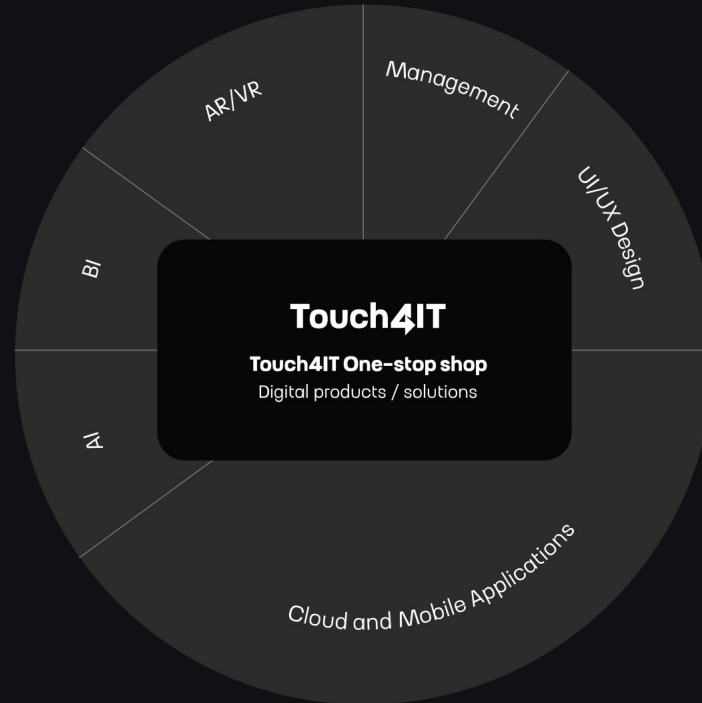 AR/VR
Management
UI/UX Design
BI
Touch4IT
Touch4IT One-stop shop
Digital products / solutions
AI
Cloud and Mobile Applications